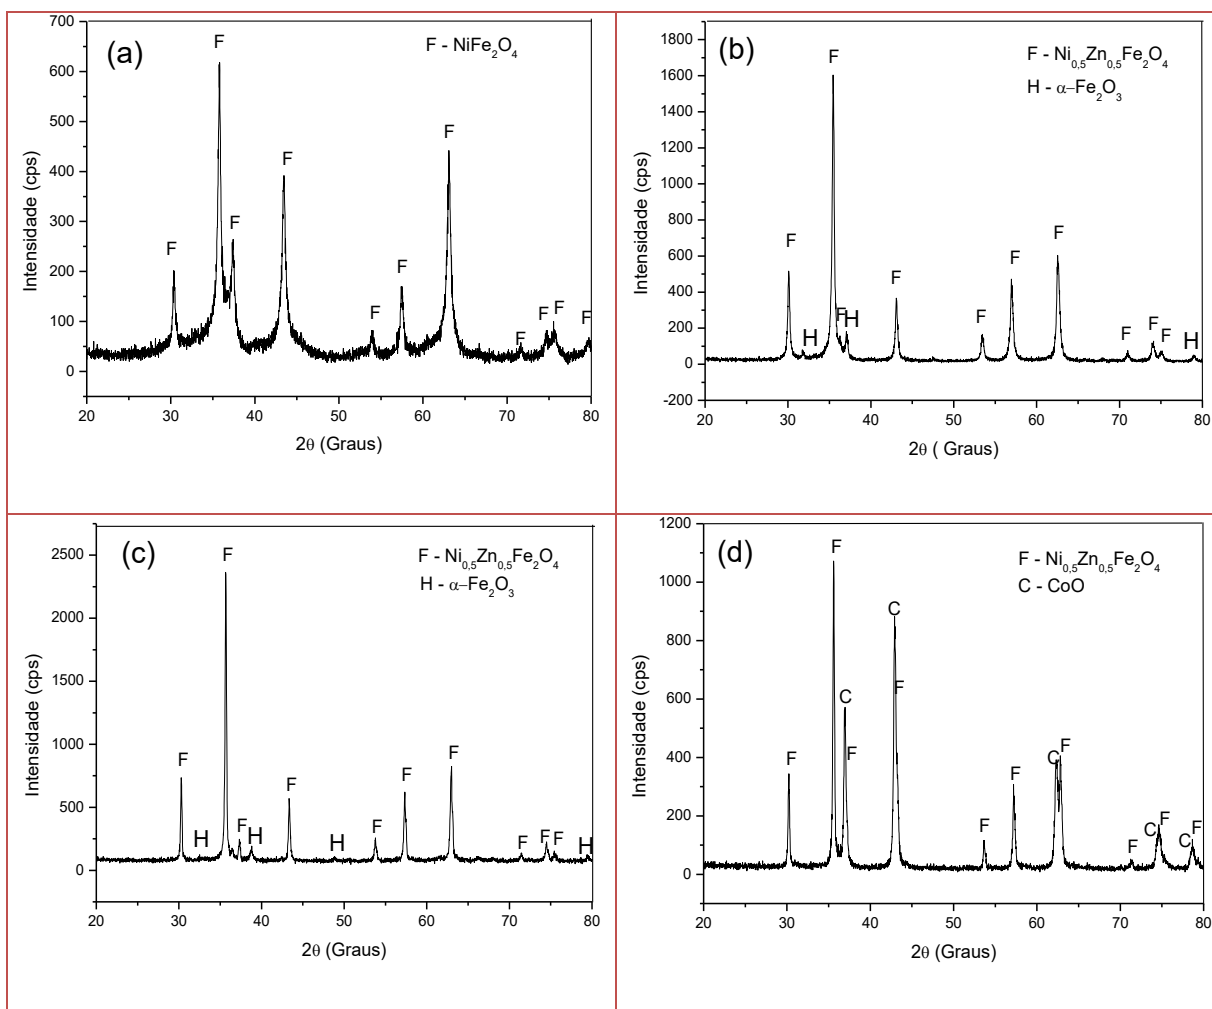 (a)
F - NiFe2O4
F
F
F
F
F
F
F
F
F
F
F
700
600
500
400
300
200
100
0
Intensidade (cps)
20 30 40 50 60 70 80
2θ (Graus)
(b)
F - Ni0,5Zn0,5Fe2O4
H - α–Fe2O3
F
F
H
F
H
F
F
F
F
F
F
F
H
1800
1600
1400
1200
1000
800
600
400
200
0
-200
Intensidade (cps)
20 30 40 50 60 70 80
2θ ( Graus)
(c)
F - Ni0,5Zn0,5Fe2O4
H - α–Fe2O3
F
F
H
F
H
F
H
F
F
F
F
F
F
H
2500
2000
1500
1000
500
0
Intensidade (cps)
20 30 40 50 60 70 80
2θ (Graus)
(d)
F - Ni0,5Zn0,5Fe2O4
C - CoO
F
F
C
F
C
F
F
F
C
F
F
C
F
C
F
1200
1000
800
600
400
200
0
Intensidade (cps)
20 30 40 50 60 70 80
2θ (Graus)